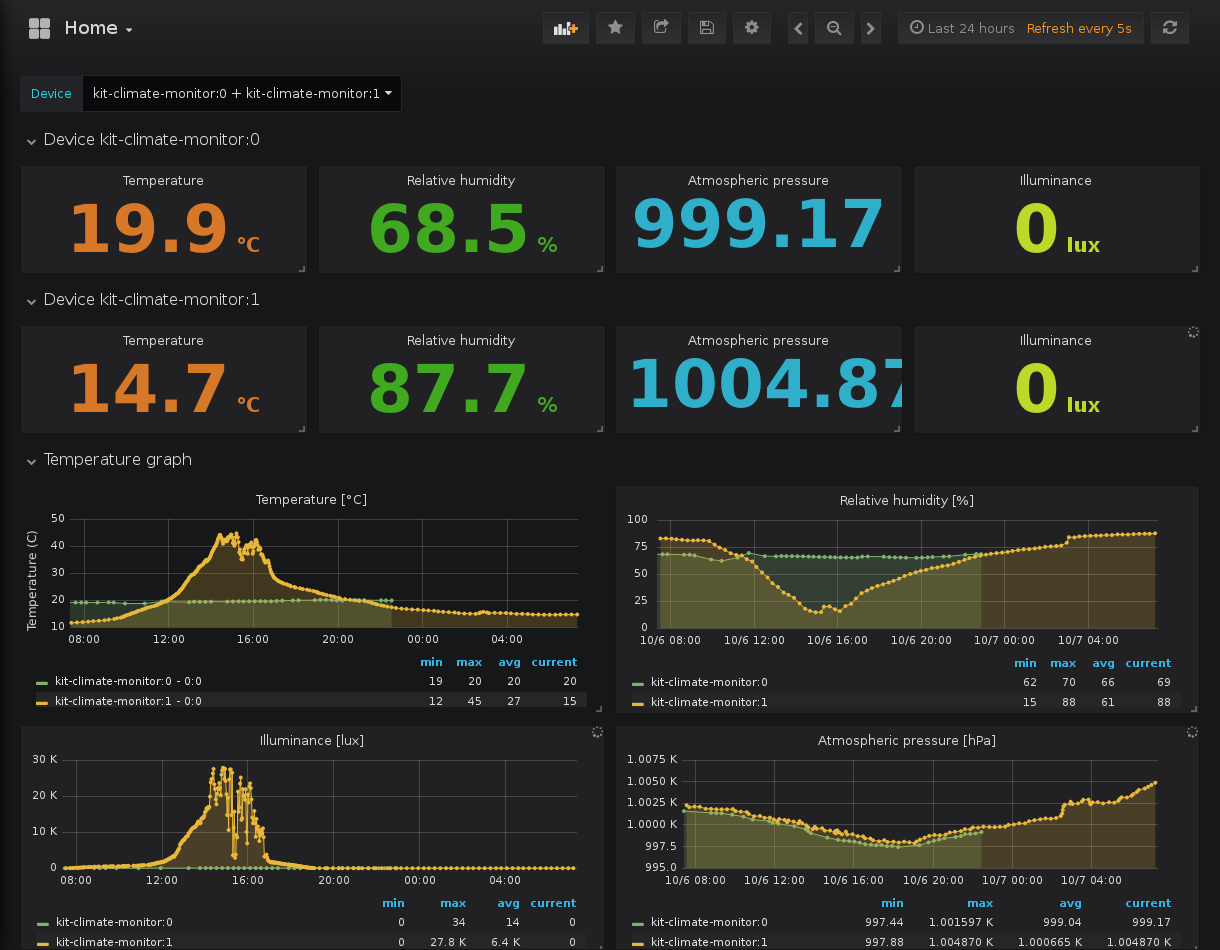 Home
Last 24 hours Refresh every 5s
Device kit-climate-monitor:0 + kit-climate-monitor:1
Device kit-climate-monitor:0
Temperature Relative humidity Atmospheric pressure Illuminance
19.9 °C 68.5 % 999.17 0 lux
Device kit-climate-monitor:1
Temperature Relative humidity Atmospheric pressure Illuminance
14.7 °C 87.7 % 1004.87 0 lux
Temperature graph
Temperature [°C]
Temperature (C)
50
40
30
20
10
08:00 12:00 16:00 20:00 00:00 04:00
min max avg current
kit-climate-monitor:0 - 0:0 19 20 20 20
kit-climate-monitor:1 - 0:0 12 45 27 15
Relative humidity [%]
100
75
50
25
0
10/6 08:00 10/6 12:00 10/6 16:00 10/6 20:00 10/7 00:00 10/7 04:00
min max avg current
kit-climate-monitor:0 62 70 66 69
kit-climate-monitor:1 15 88 61 88
Illuminance [lux]
30 K
20 K
10 K
0
08:00 12:00 16:00 20:00 00:00 04:00
min max avg current
kit-climate-monitor:0 0 34 14 0
kit-climate-monitor:1 0 27.8 K 6.4 K 0
Atmospheric pressure [hPa]
1.0075 K
1.0050 K
1.0025 K
1.0000 K
997.5
995.0
10/6 08:00 10/6 12:00 10/6 16:00 10/6 20:00 10/7 00:00 10/7 04:00
min max avg current
kit-climate-monitor:0 997.44 1.001597 K 999.04 999.17
kit-climate-monitor:1 997.88 1.004870 K 1.000665 K 1.004870 K